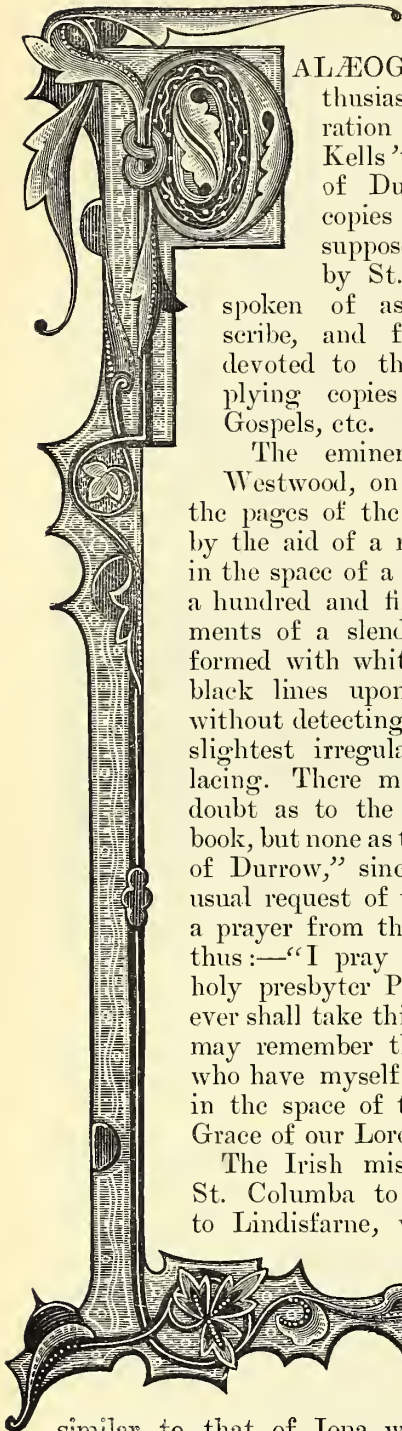 PALÆOG
thusias
ration
Kells"
of Du
copies
suppos
by St.
spoken of as
scribe, and f
devoted to th
plying copies
Gospels, etc.
The eminen
Westwood, on
the pages of the
by the aid of a
in the space of a
a hundred and fi
ments of a slend
formed with whit
black lines upon
without detecting
slightest irregula
lacing. There m
doubt as to the
book, but none as t
of Durrow," sinc
usual request of
a prayer from th
thus:—"I pray
holy presbyter P
ever shall take thi
may remember th
who have myself
in the space of t
Grace of our Lord
The Irish mis
St. Columba to
to Lindisfarne,
similar to that of Iona w